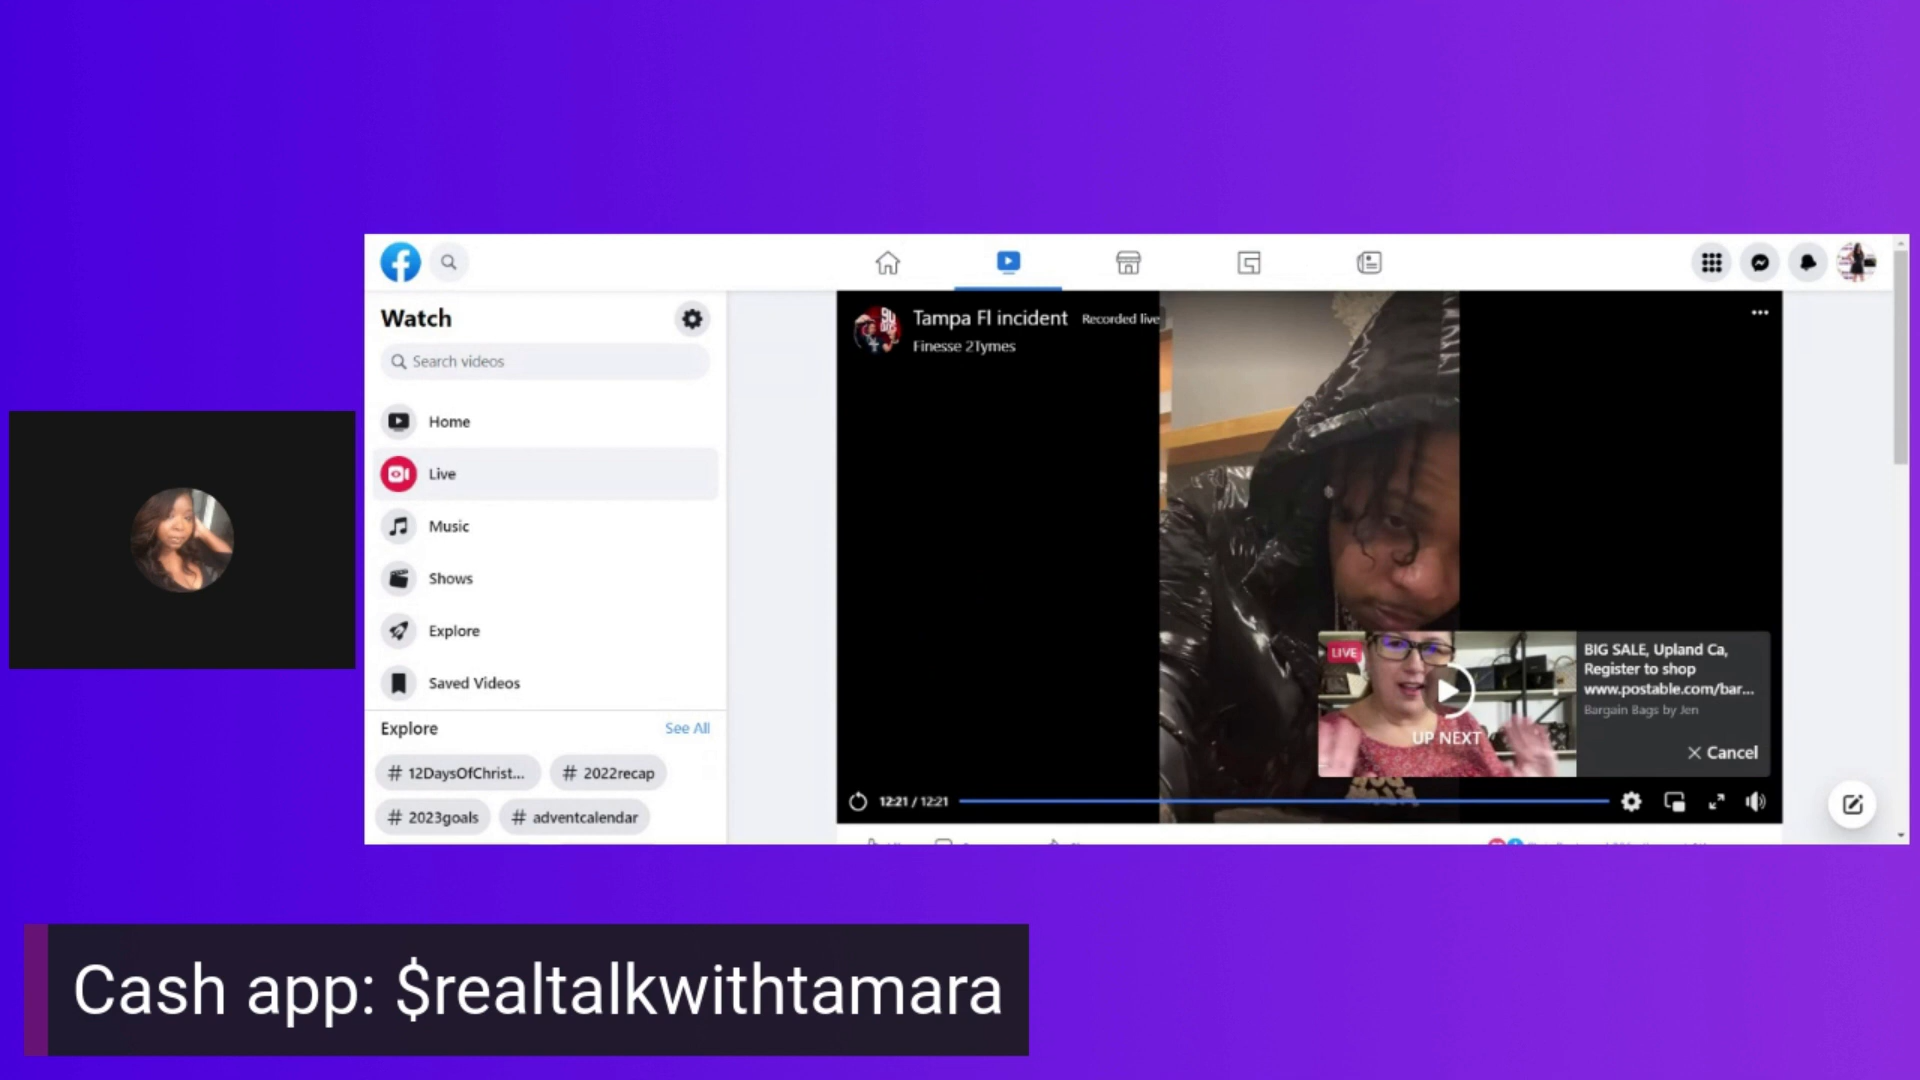 Watch
Search videos
Home
Live
Music
Shows
Explore
Saved Videos
Explore
See All
# 12DaysOfChrist...
# 2022recap
# 2023goals
# adventcalendar
Tampa Fl incident
Recorded live
Finesse 2Tymes
LIVE
UP NEXT
BIG SALE, Upland Ca,
Register to shop
www.postable.com/bar...
Bargain Bags by Jen
Cancel
12:21 / 12:21
Cash app: $realtalkwithtamara